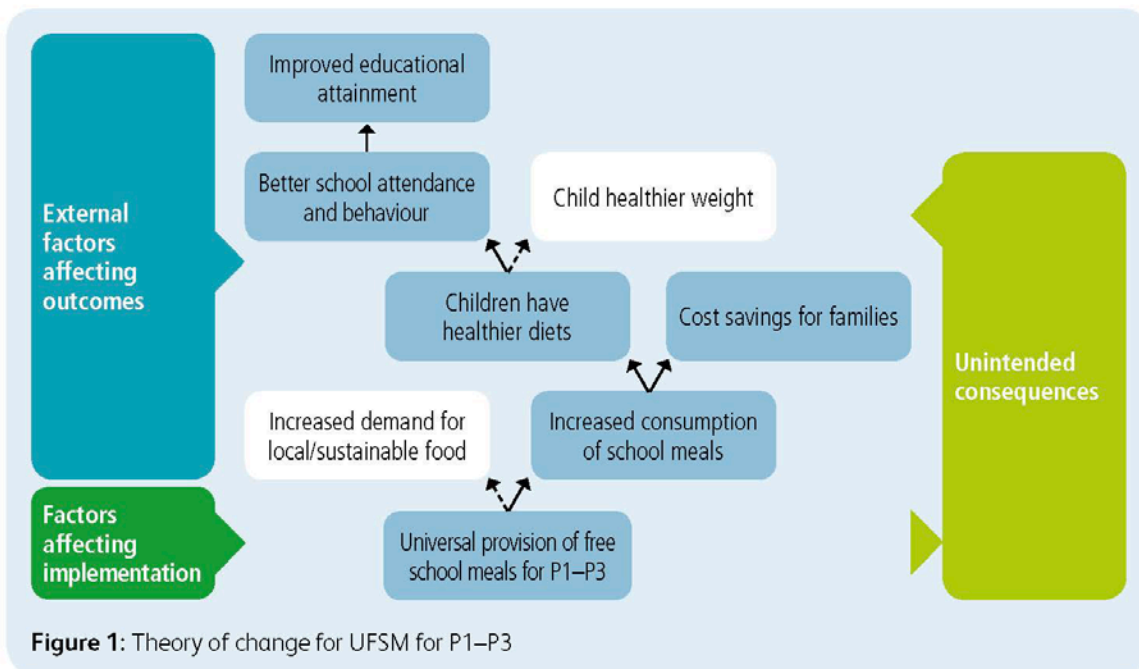 Improved educational
attainment
Better school attendance
and behaviour
Child healthier weight
External
factors
affecting
outcomes
Children have
healthier diets
Cost savings for families
Unintended
consequences
Increased demand for
local/sustainable food
Increased consumption
of school meals
Factors
affecting
implementation
Universal provision of free
school meals for P1–P3
Figure 1: Theory of change for UFSM for P1–P3